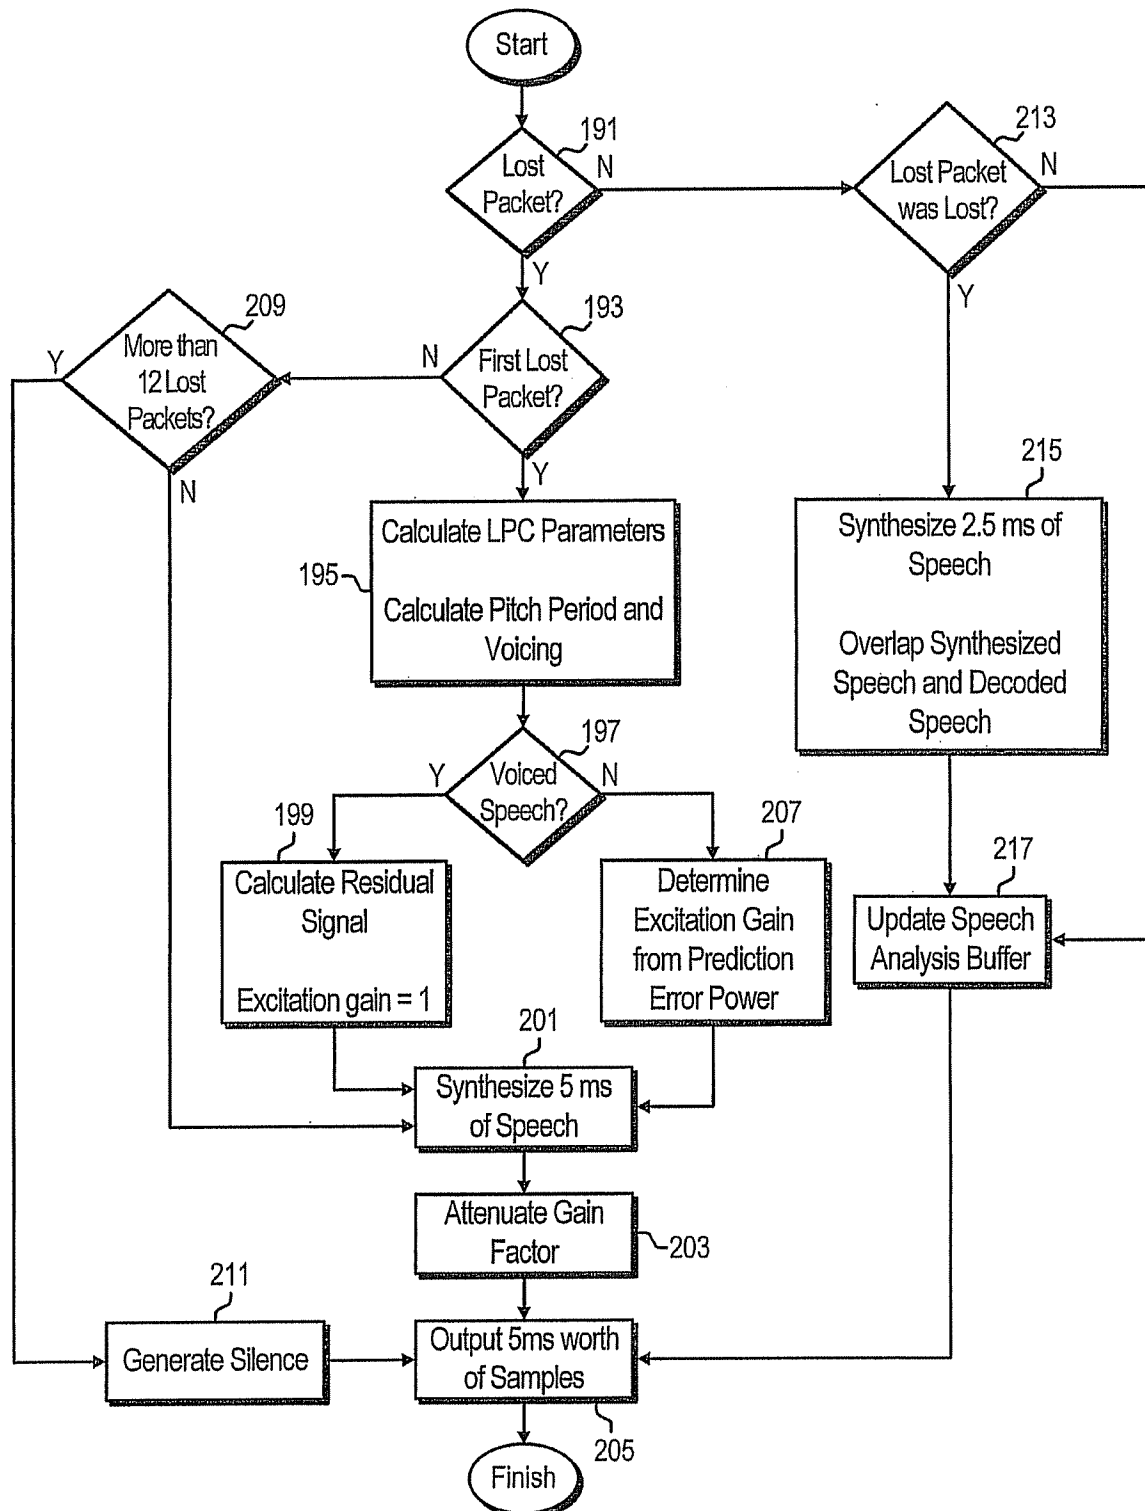 Start
191
Lost
Packet?
N
Y
213
Lost Packet
was Lost?
N
Y
209
More than
12 Lost
Packets?
Y
N
193
First Lost
Packet?
N
Y
195
Calculate LPC Parameters
Calculate Pitch Period and
Voicing
215
Synthesize 2.5 ms of
Speech
Overlap Synthesized
Speech and Decoded
Speech
197
Voiced
Speech?
Y
N
199
Calculate Residual
Signal
Excitation gain = 1
207
Determine
Excitation Gain
from Prediction
Error Power
217
Update Speech
Analysis Buffer
201
Synthesize 5 ms
of Speech
Attenuate Gain
Factor
203
211
Generate Silence
Output 5ms worth
of Samples
205
Finish